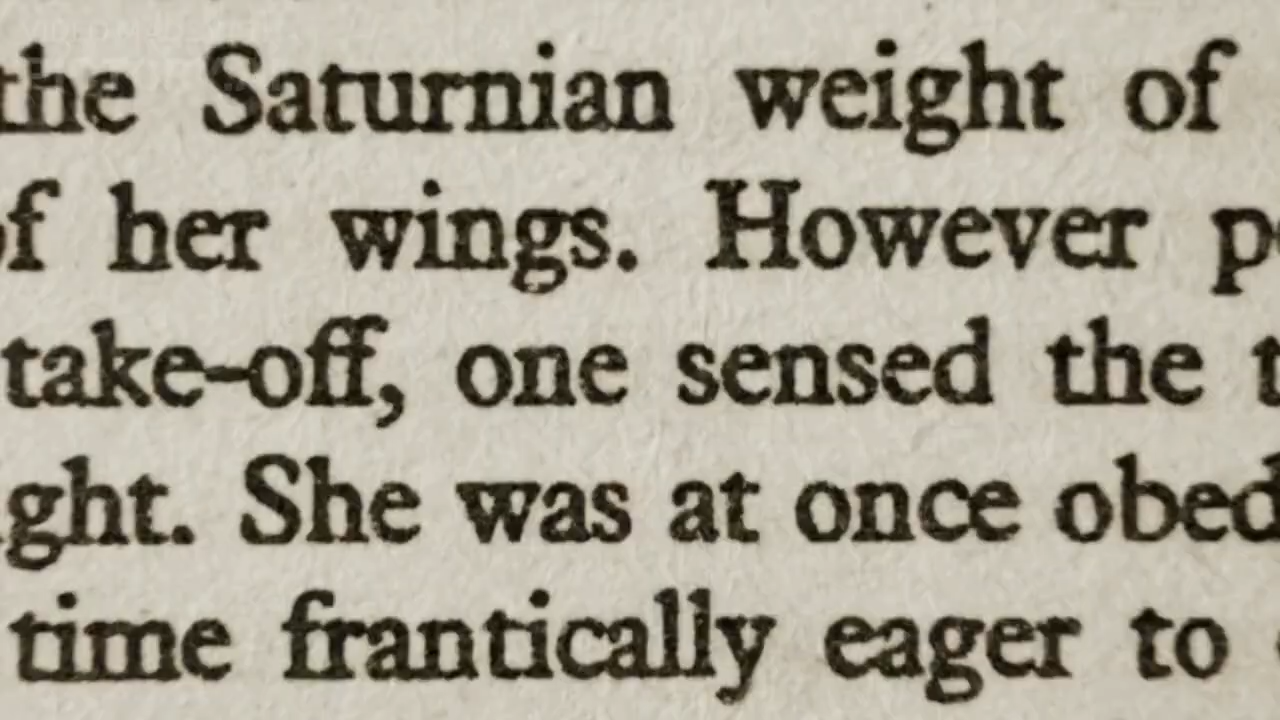 the Saturnian weight of
of her wings. However p
take-off, one sensed the t
ght. She was at once obed
time frantically eager to